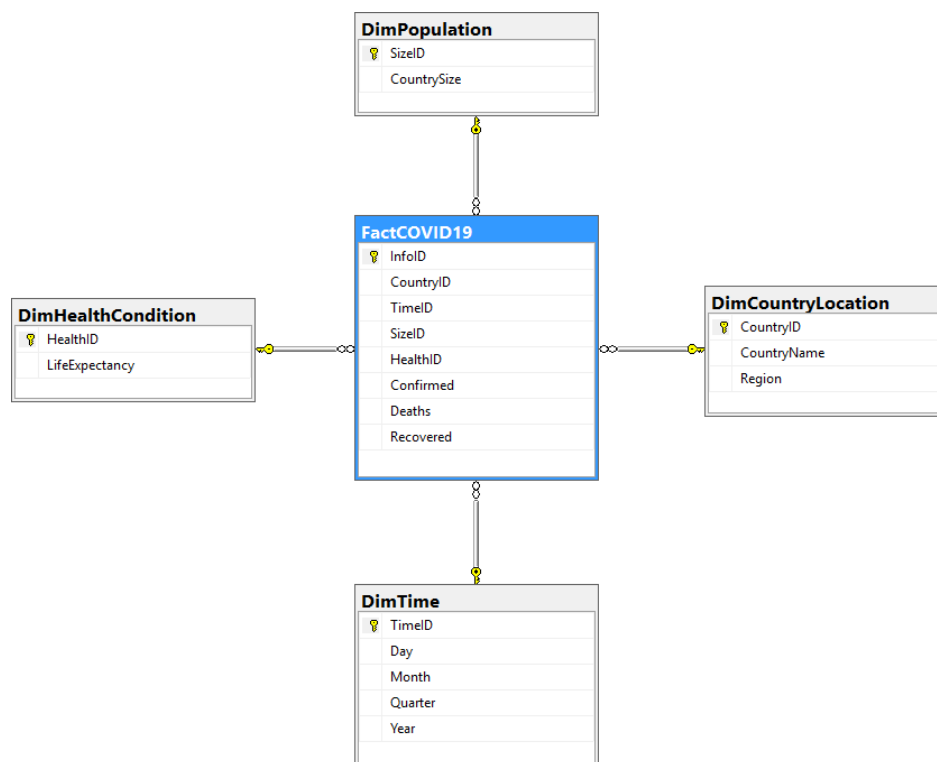 DimPopulation
SizeID
CountrySize
FactCOVID19
InfoID
CountryID
TimeID
SizeID
HealthID
Confirmed
Deaths
Recovered
DimHealthCondition
HealthID
LifeExpectancy
DimCountryLocation
CountryID
CountryName
Region
DimTime
TimeID
Day
Month
Quarter
Year